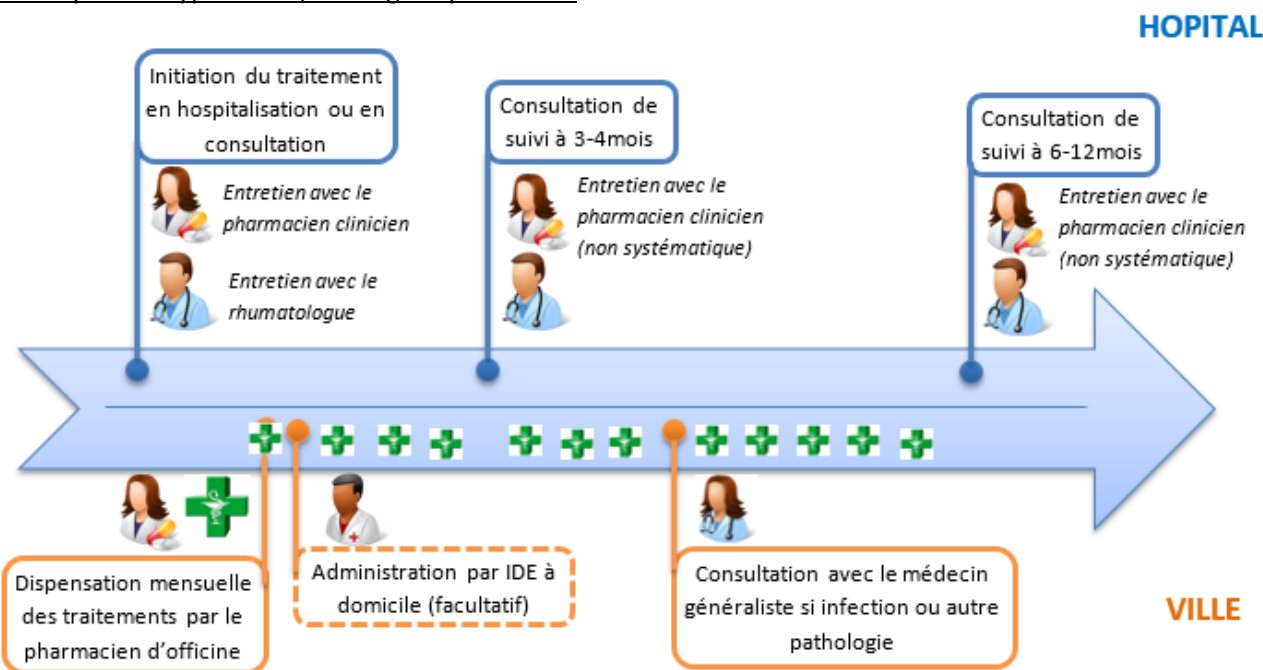 HOPITAL
Initiation du traitement
en hospitalisation ou en
consultation
Entretien avec le
pharmacien clinicien
Entretien avec le
rhumatologue
Consultation de
suivi à 3-4mois
Entretien avec le
pharmacien clinicien
(non systématique)
Consultation de
suivi à 6-12mois
Entretien avec le
pharmacien clinicien
(non systématique)
Dispensation mensuelle
des traitements par le
pharmacien d’officine
Administration par IDE à
domicile (facultatif)
Consultation avec le médecin
généraliste si infection ou autre
pathologie
VILLE